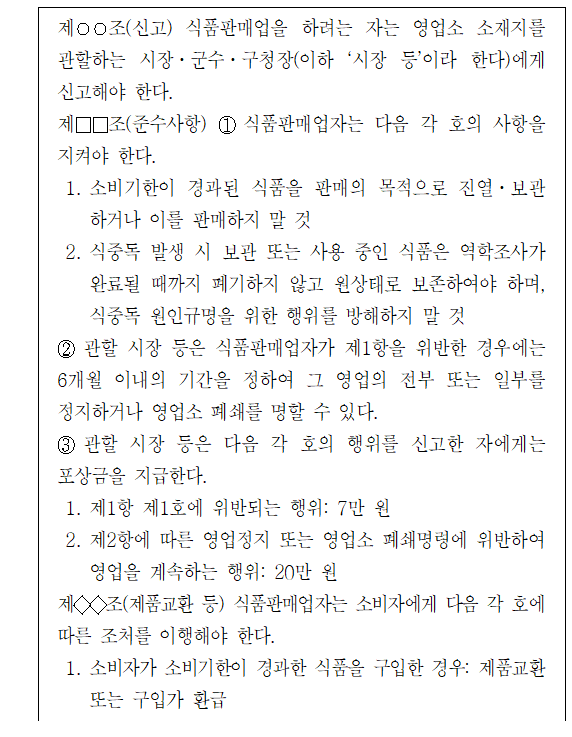 제○○조(신고) 식품판매업을 하려는 자는 영업소 소재지를
관할하는 시장·군수·구청장(이하 ‘시장 등’이라 한다)에게
신고해야 한다.
제□□조(준수사항) ① 식품판매업자는 다음 각 호의 사항을
지켜야 한다.
1. 소비기한이 경과된 식품을 판매의 목적으로 진열·보관
하거나 이를 판매하지 말 것
2. 식중독 발생 시 보관 또는 사용 중인 식품은 역학조사가
완료될 때까지 폐기하지 않고 원상태로 보존하여야 하며,
식중독 원인규명을 위한 행위를 방해하지 말 것
② 관할 시장 등은 식품판매업자가 제1항을 위반한 경우에는
6개월 이내의 기간을 정하여 그 영업의 전부 또는 일부를
정지하거나 영업소 폐쇄를 명할 수 있다.
③ 관할 시장 등은 다음 각 호의 행위를 신고한 자에게는
포상금을 지급한다.
1. 제1항 제1호에 위반되는 행위: 7만 원
2. 제2항에 따른 영업정지 또는 영업소 폐쇄명령에 위반하여
영업을 계속하는 행위: 20만 원
제◇◇조(제품교환 등) 식품판매업자는 소비자에게 다음 각 호에
따른 조처를 이행해야 한다.
1. 소비자가 소비기한이 경과한 식품을 구입한 경우: 제품교환
또는 구입가 환급